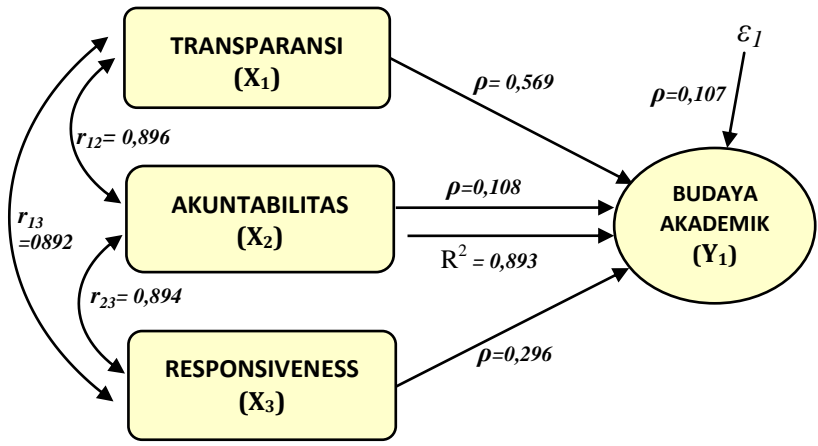 TRANSPARANSI
(X₁)
ε₁
ρ= 0,569
ρ=0,107
r₁₂= 0,896
AKUNTABILITAS
(X₂)
ρ=0,108
BUDAYA
AKADEMIK
(Y₁)
r₁₃
=0892
R² = 0,893
r₂₃= 0,894
RESPONSIVENESS
(X₃)
ρ=0,296